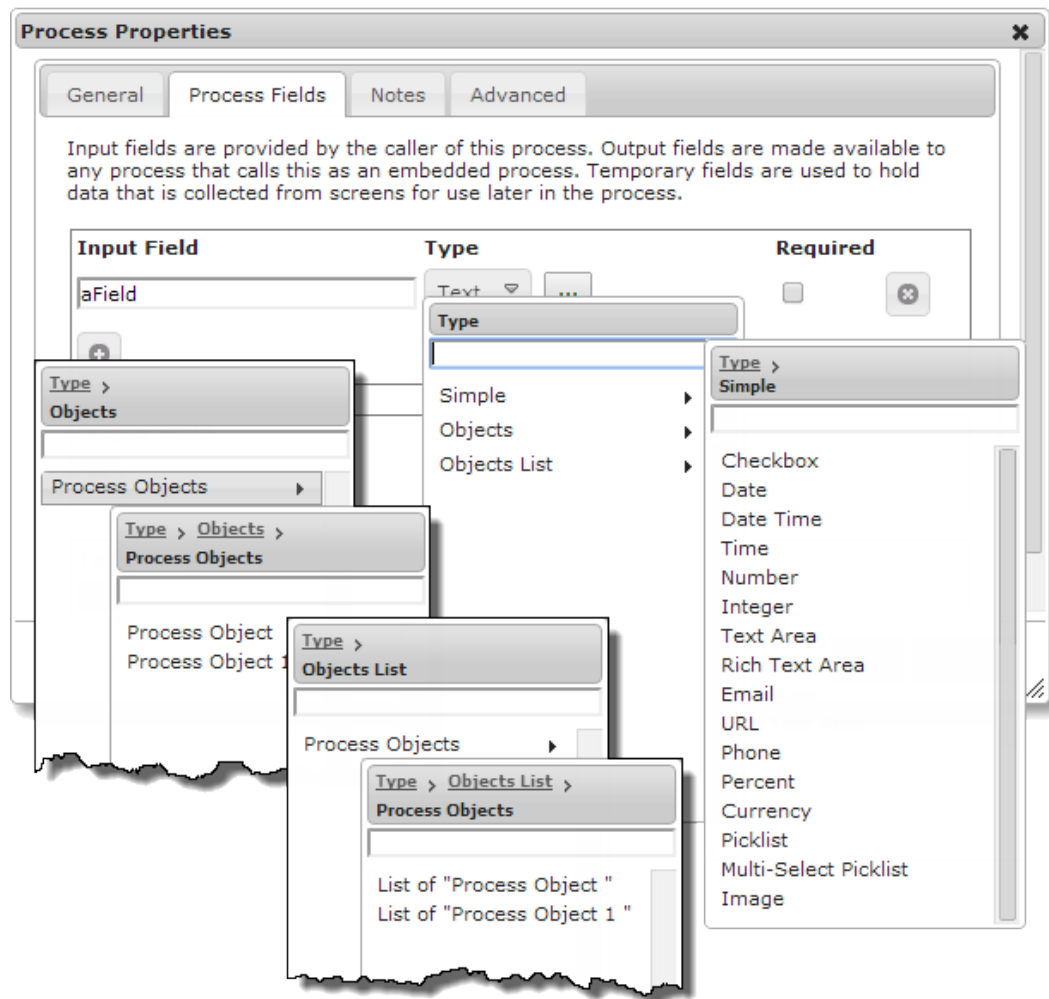 Process Properties
General Process Fields Notes Advanced
Input fields are provided by the caller of this process. Output fields are made available to
any process that calls this as an embedded process. Temporary fields are used to hold
data that is collected from screens for use later in the process.
Input Field Type Required
aField Text ...
Type
Simple
Objects
Objects List
Type >
Simple
Checkbox
Date
Date Time
Time
Number
Integer
Text Area
Rich Text Area
Email
URL
Phone
Percent
Currency
Picklist
Multi-Select Picklist
Image
Type >
Objects
Process Objects
Type > Objects >
Process Objects
Process Object
Process Object 1
Type >
Objects List
Process Objects
Type > Objects List >
Process Objects
List of "Process Object "
List of "Process Object 1 "